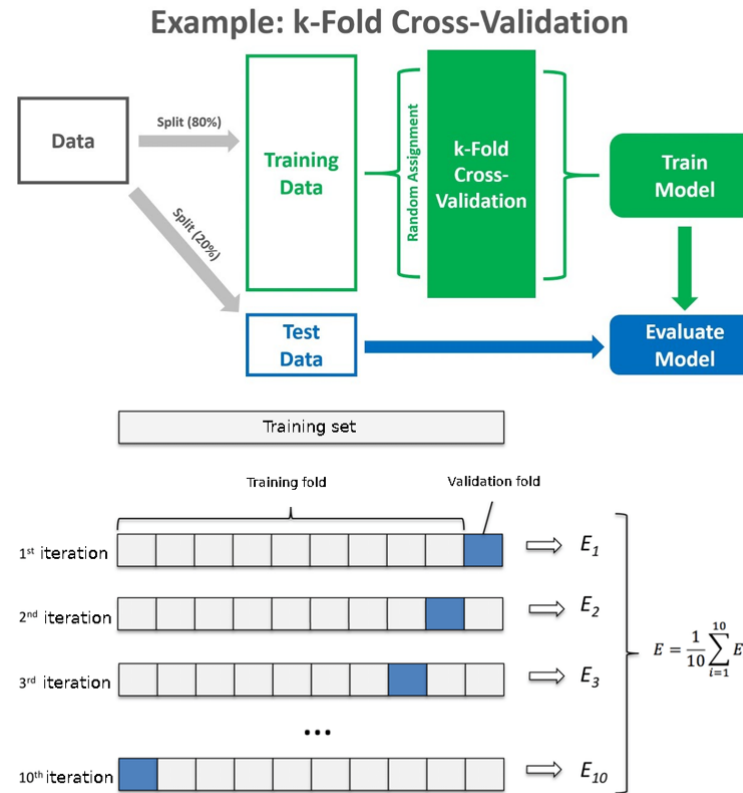 Example: k-Fold Cross-Validation
Data
Split (80%)
Split (20%)
Training
Data
Random Assignment
k-Fold
Cross-
Validation
Train
Model
Test
Data
Evaluate
Model
Training set
Training fold
Validation fold
1st iteration
E1
2nd iteration
E2
3rd iteration
E3
...
10th iteration
E10
E = 1/10 ∑ i=1 10 E